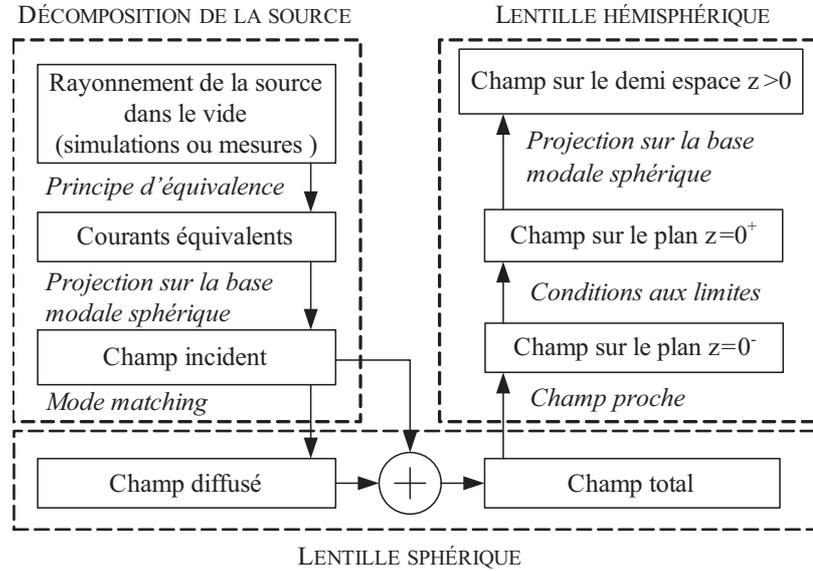 DÉCOMPOSITION DE LA SOURCE
Rayonnement de la source
dans le vide
(simulations ou mesures )
Principe d'équivalence
Courants équivalents
Projection sur la base
modale sphérique
Champ incident
Mode matching
Champ diffusé
+
Champ total
LENTILLE SPHÉRIQUE
LENTILLE HÉMISPHÉRIQUE
Champ sur le demi espace z >0
Projection sur la base
modale sphérique
Champ sur le plan z=0⁺
Conditions aux limites
Champ sur le plan z=0⁻
Champ proche